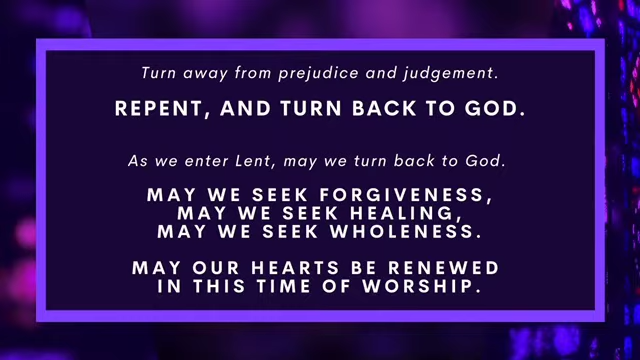 Turn away from prejudice and judgement.
REPENT, AND TURN BACK TO GOD.
As we enter Lent, may we turn back to God.
MAY WE SEEK FORGIVENESS,
MAY WE SEEK HEALING,
MAY WE SEEK WHOLENESS.
MAY OUR HEARTS BE RENEWED
IN THIS TIME OF WORSHIP.